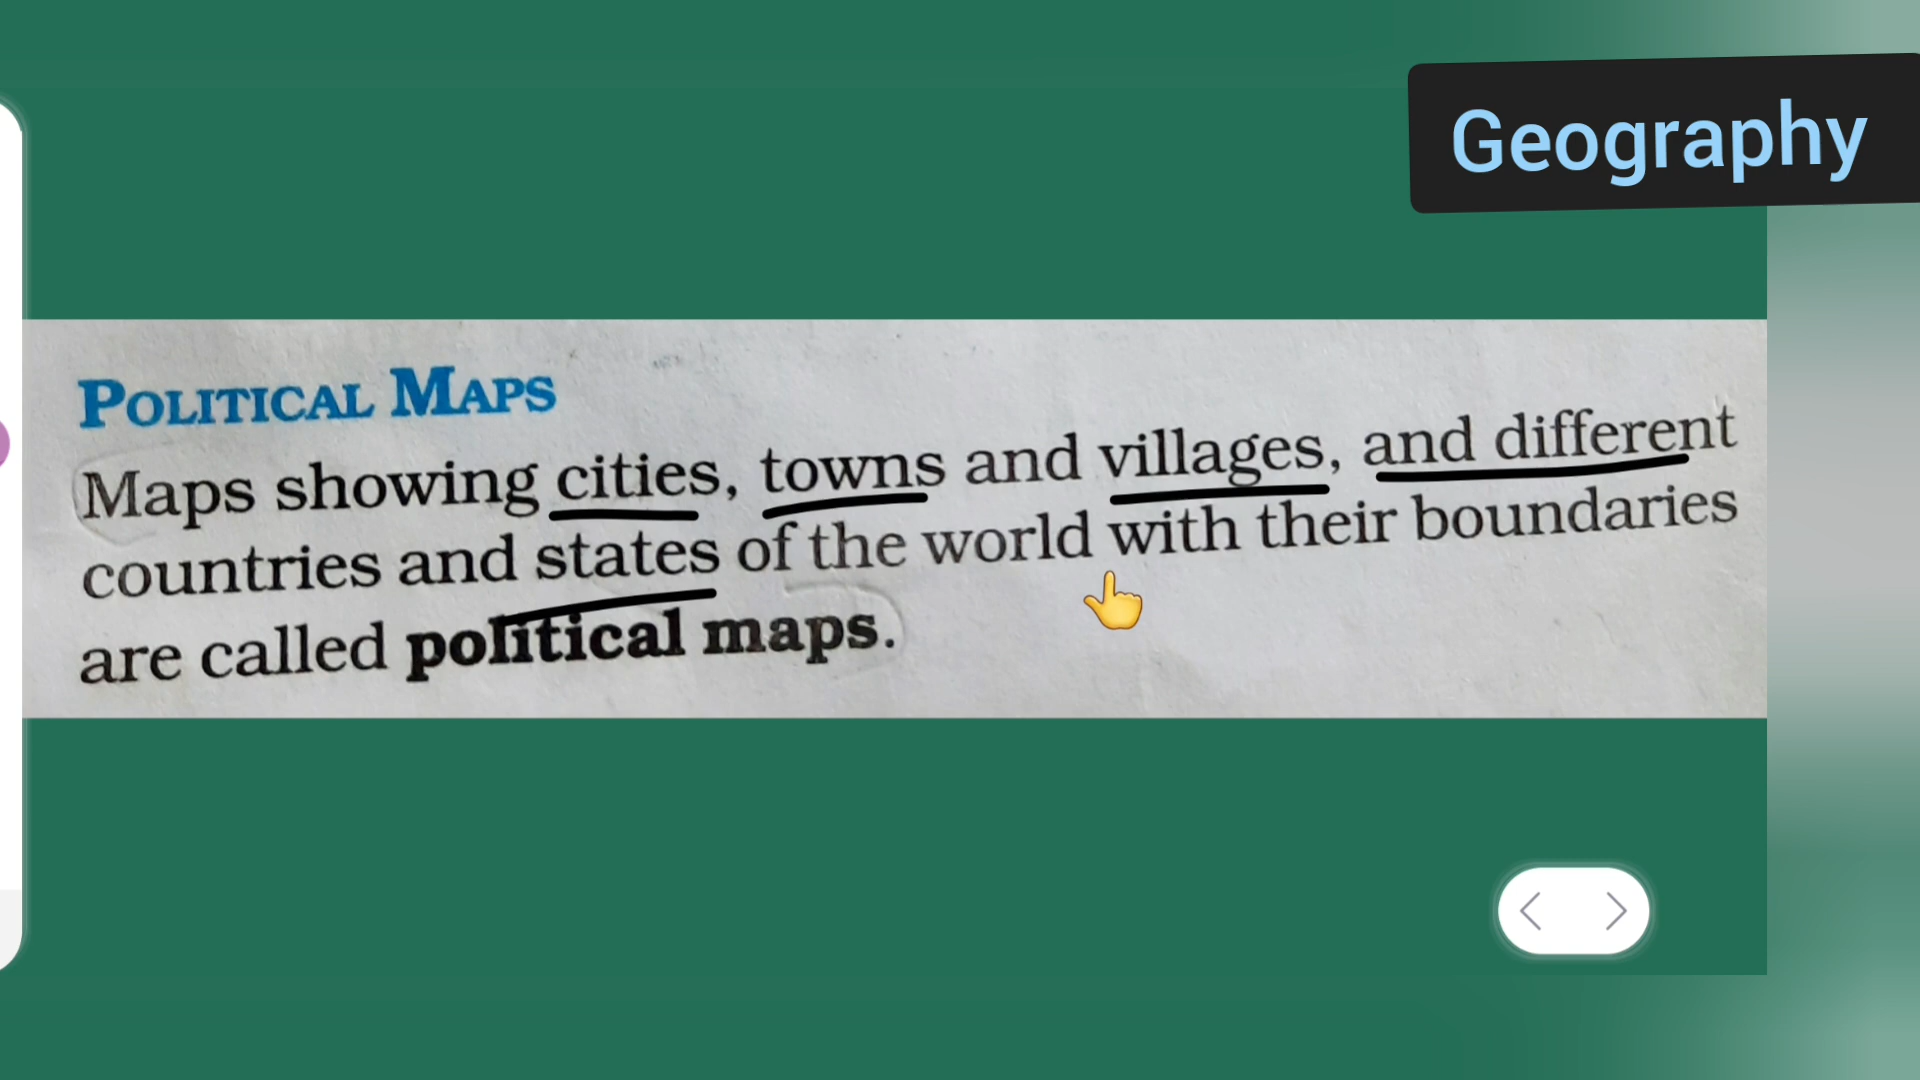 Geography
POLITICAL MAPS
Maps showing cities, towns and villages, and different
countries and states of the world with their boundaries
are called political maps.